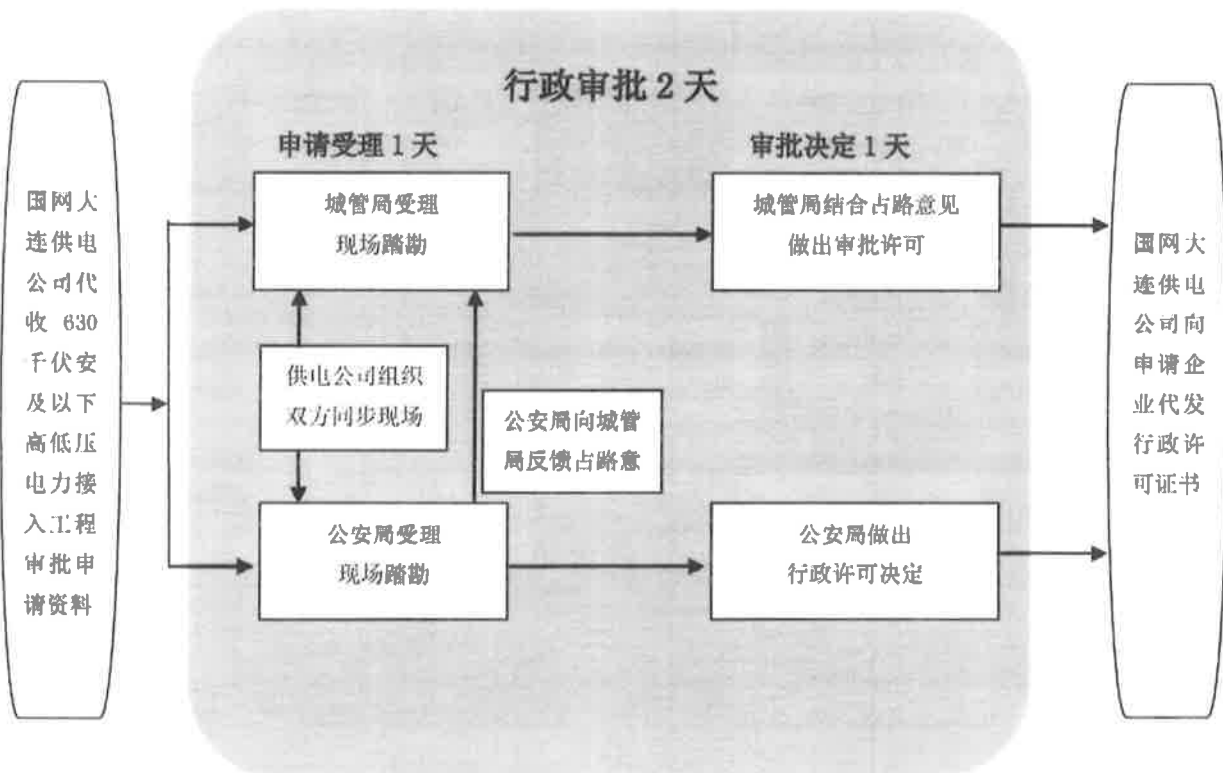 行政审批 2 天
申请受理 1 天
审批决定 1 天
国网大
连供电
公司代
收 630
千伏安
及以下
高低压
电力接
入工程
审批申
请资料
城管局受理
现场踏勘
城管局结合占路意见
做出审批许可
供电公司组织
双方同步现场
公安局向城管
局反馈占路意
公安局受理
现场踏勘
公安局做出
行政许可决定
国网大
连供电
公司向
申请企
业代发
行政许
可证书